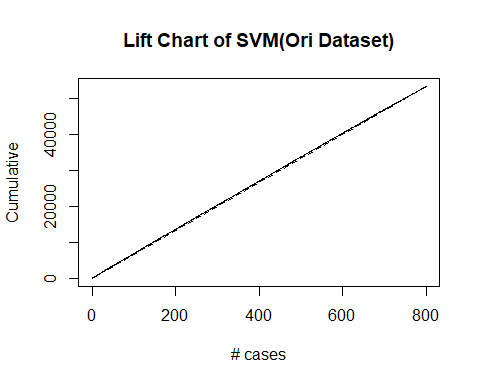 Lift Chart of SVM(Ori Dataset)
Cumulative
40000
20000
0
0 200 400 600 800
# cases